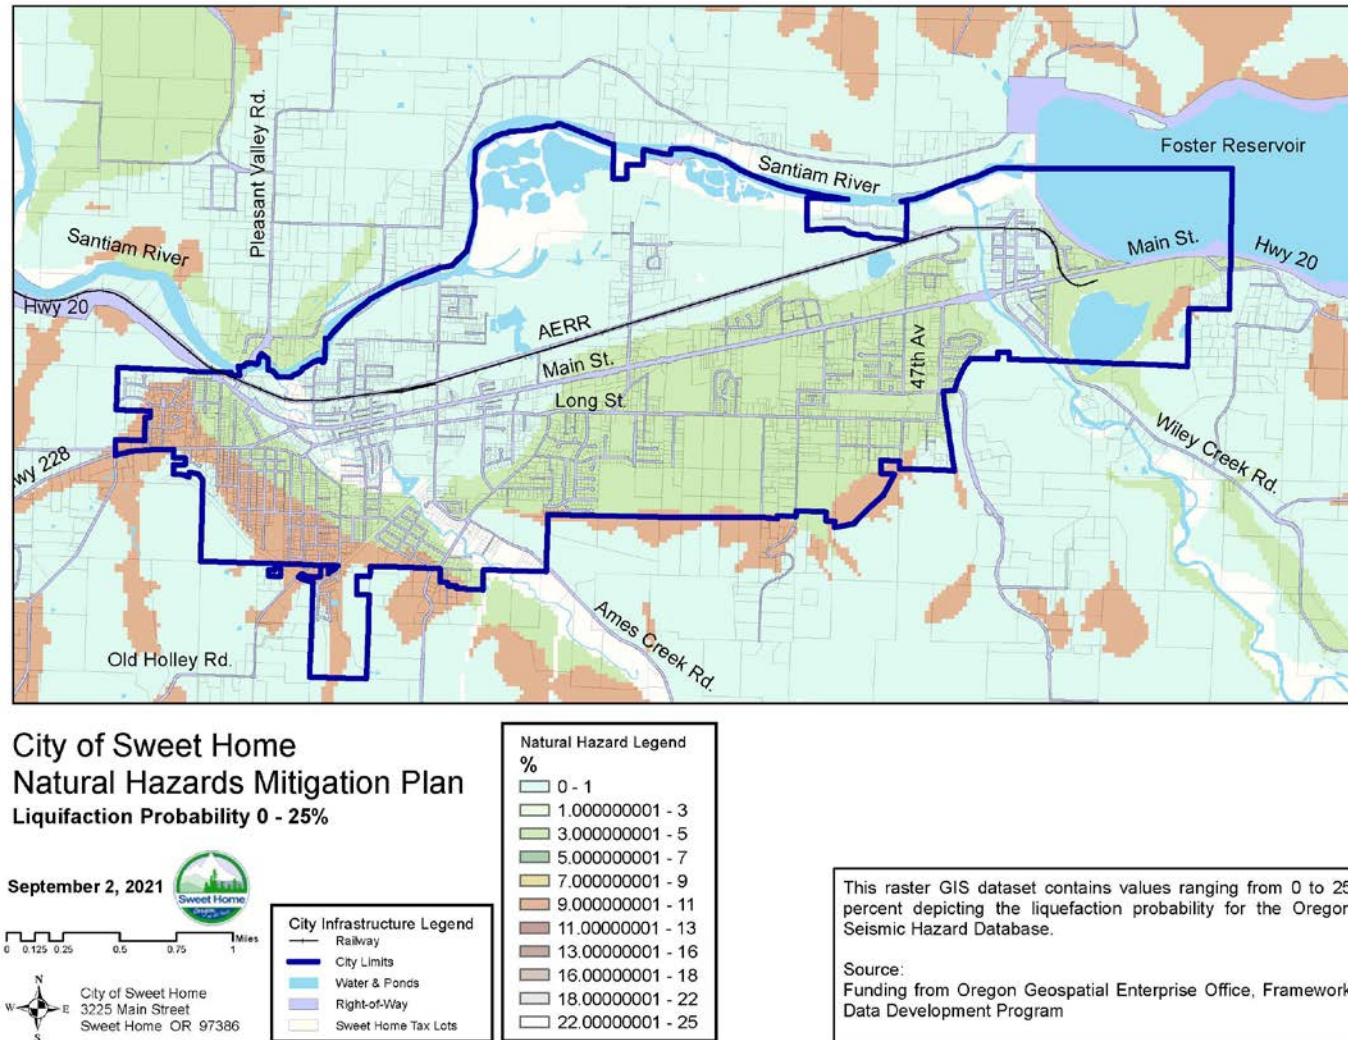 Foster Reservoir
Pleasant Valley Rd.
Santiam River
Santiam River
Main St.
Hwy 20
Hwy 20
AERR
Main St.
47th Av
Long St.
wy 228
Wiley Creek Rd.
Ames Creek Rd.
Old Holley Rd.
City of Sweet Home
Natural Hazards Mitigation Plan
Liquifaction Probability 0 - 25%
September 2, 2021
Sweet Home
Oregon
Miles
0 0.125 0.25 0.5 0.75 1
N
W E
S
City of Sweet Home
3225 Main Street
Sweet Home OR 97386
City Infrastructure Legend
Railway
City Limits
Water & Ponds
Right-of-Way
Sweet Home Tax Lots
Natural Hazard Legend
%
0 - 1
1.000000001 - 3
3.000000001 - 5
5.000000001 - 7
7.000000001 - 9
9.000000001 - 11
11.00000001 - 13
13.00000001 - 16
16.00000001 - 18
18.00000001 - 22
22.00000001 - 25
This raster GIS dataset contains values ranging from 0 to 25
percent depicting the liquefaction probability for the Oregon
Seismic Hazard Database.
Source:
Funding from Oregon Geospatial Enterprise Office, Framework
Data Development Program